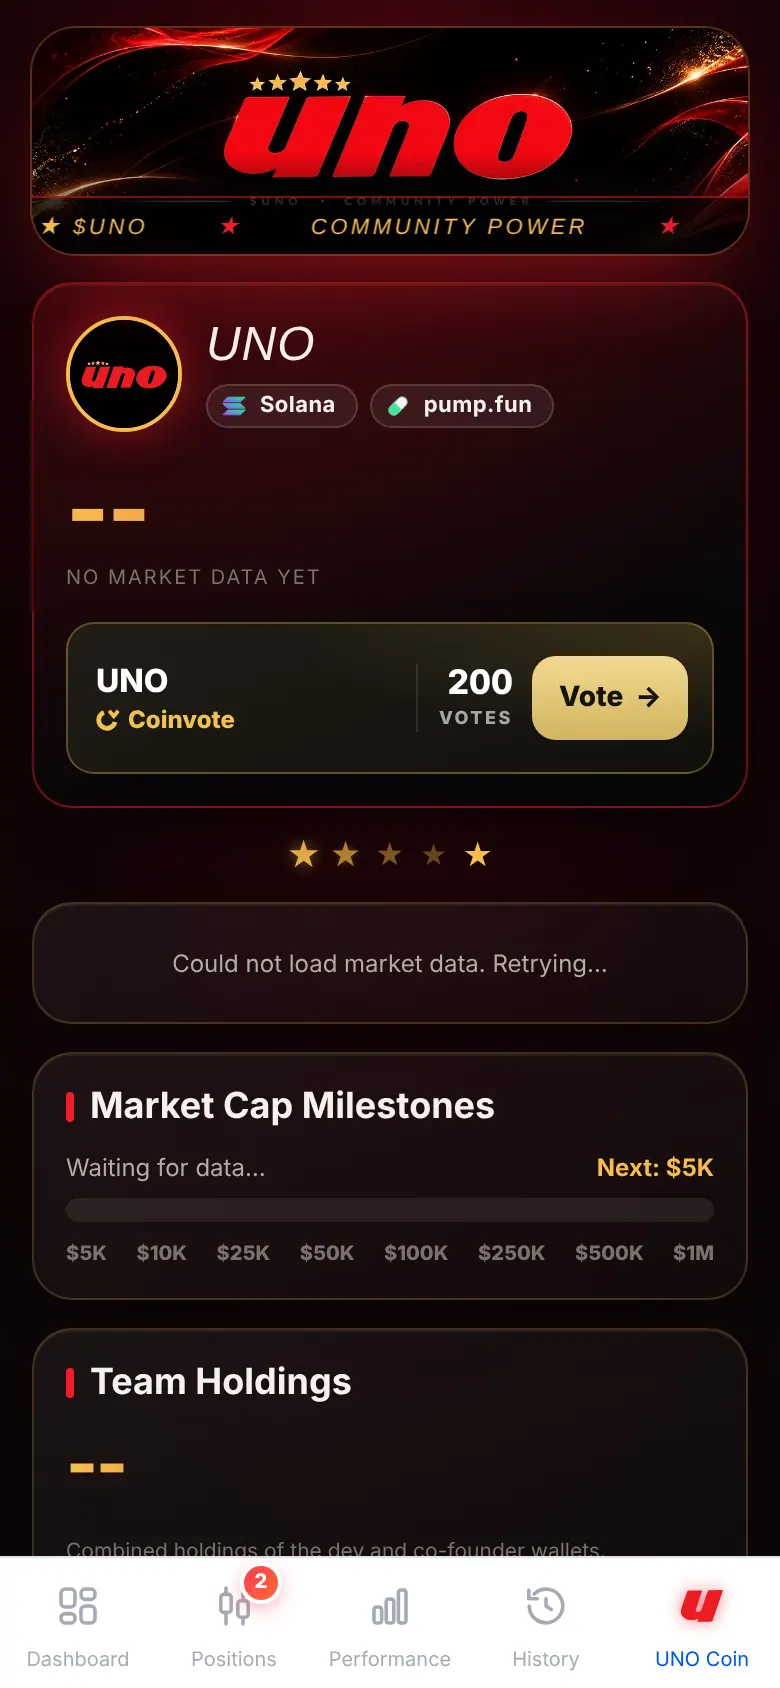 uno
$UNO • COMMUNITY POWER
★ $UNO ★ COMMUNITY POWER ★
uno
UNO
Solana
pump.fun
--
NO MARKET DATA YET
UNO
Coinvote
200
VOTES
Vote →
Could not load market data. Retrying...
Market Cap Milestones
Waiting for data...
Next: $5K
$5K $10K $25K $50K $100K $250K $500K $1M
Team Holdings
--
Combined holdings of the dev and co-founder wallets.
2
u
Dashboard Positions Performance History UNO Coin